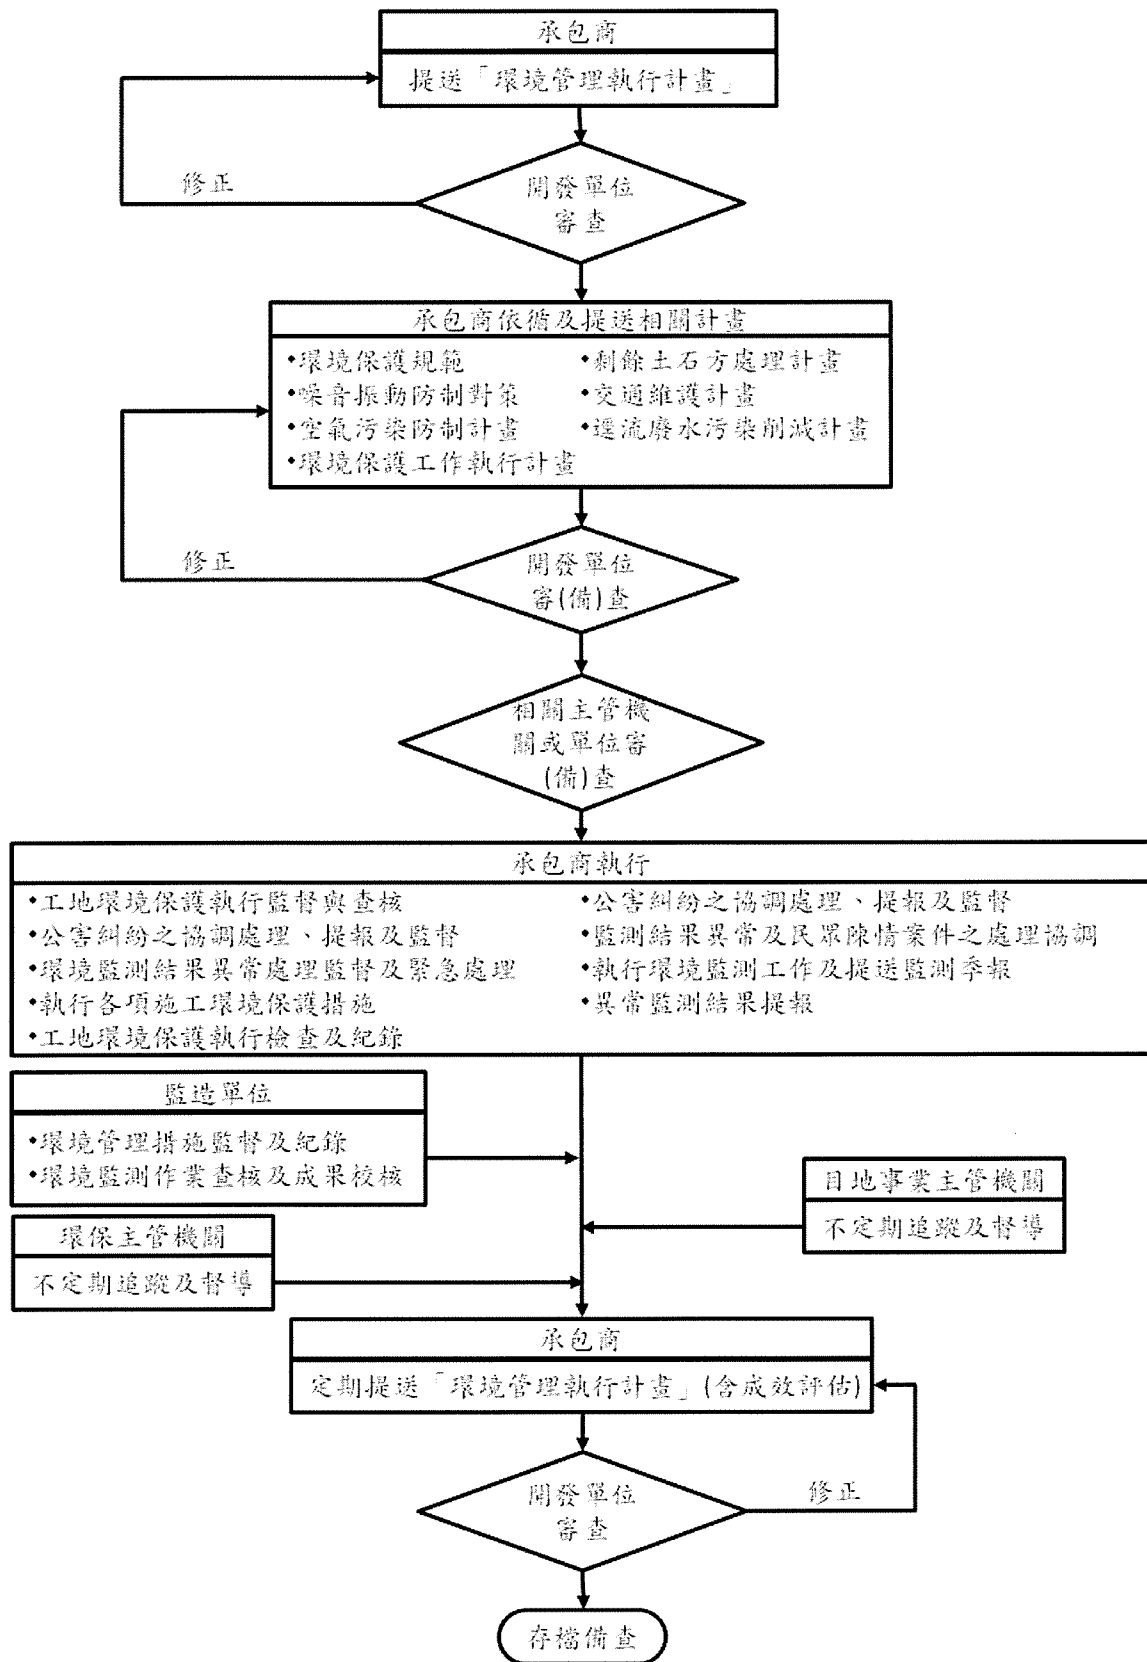 承包商
提送「環境管理執行計畫」
修正
開發單位
審查
承包商依循及提送相關計畫
•環境保護規範
•剩餘土石方處理計畫
•噪音振動防制對策
•交通維護計畫
•空氣污染防制計畫
•逕流廢水污染削減計畫
•環境保護工作執行計畫
修正
開發單位
審(備)查
相關主管機
關或單位審
(備)查
承包商執行
•工地環境保護執行監督與查核
•公害糾紛之協調處理、提報及監督
•環境監測結果異常處理監督及緊急處理
•執行各項施工環境保護措施
•工地環境保護執行檢查及紀錄
•公害糾紛之協調處理、提報及監督
•監測結果異常及民眾陳情案件之處理協調
•執行環境監測工作及提送監測季報
•異常監測結果提報
監造單位
•環境管理措施監督及紀錄
•環境監測作業查核及成果校核
目地事業主管機關
不定期追蹤及督導
環保主管機關
不定期追蹤及督導
承包商
定期提送「環境管理執行計畫」(含成效評估)
開發單位
審查
修正
存檔備查